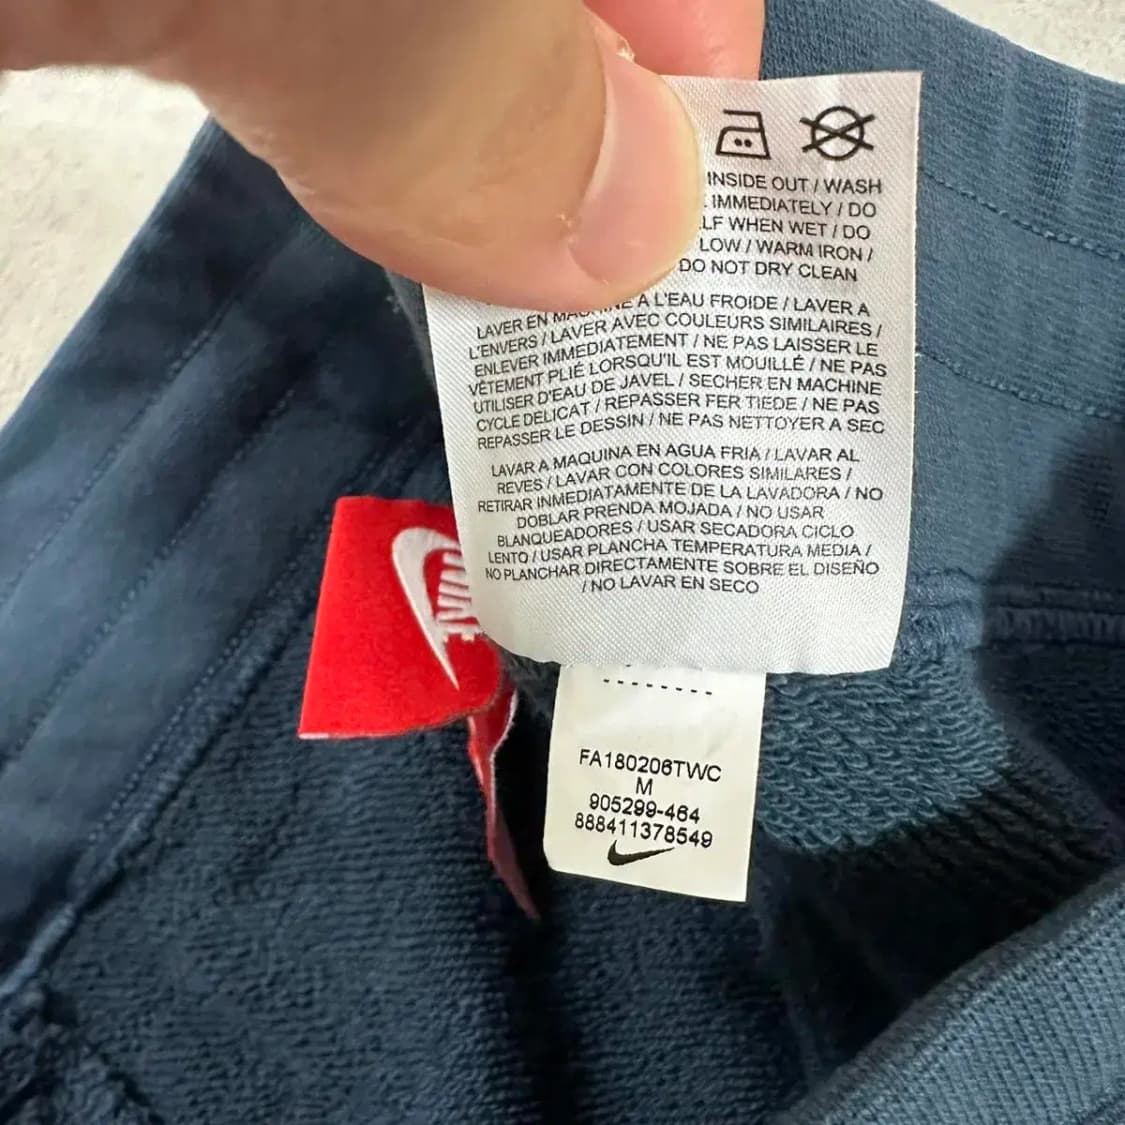 INSIDE OUT / WASH
IMMEDIATELY / DO
LF WHEN WET / DO
LOW / WARM IRON /
DO NOT DRY CLEAN
LAVER EN MACHINE A L'EAU FROIDE / LAVER A
L'ENVERS / LAVER AVEC COULEURS SIMILAIRES /
ENLEVER IMMEDIATEMENT / NE PAS LAISSER LE
VÊTEMENT PLIÉ LORSQU'IL EST MOUILLÉ / NE PAS
UTILISER D'EAU DE JAVEL / SECHER EN MACHINE
CYCLE DELICAT / REPASSER FER TIEDE / NE PAS
REPASSER LE DESSIN / NE PAS NETTOYER A SEC
LAVAR A MAQUINA EN AGUA FRIA / LAVAR AL
REVES / LAVAR CON COLORES SIMILARES /
RETIRAR INMEDIATAMENTE DE LA LAVADORA / NO
DOBLAR PRENDA MOJADA / NO USAR
BLANQUEADORES / USAR SECADORA CICLO
LENTO / USAR PLANCHA TEMPERATURA MEDIA /
NO PLANCHAR DIRECTAMENTE SOBRE EL DISEÑO
/ NO LAVAR EN SECO
NIKE
FA180206TWC
M
905299-464
888411378549